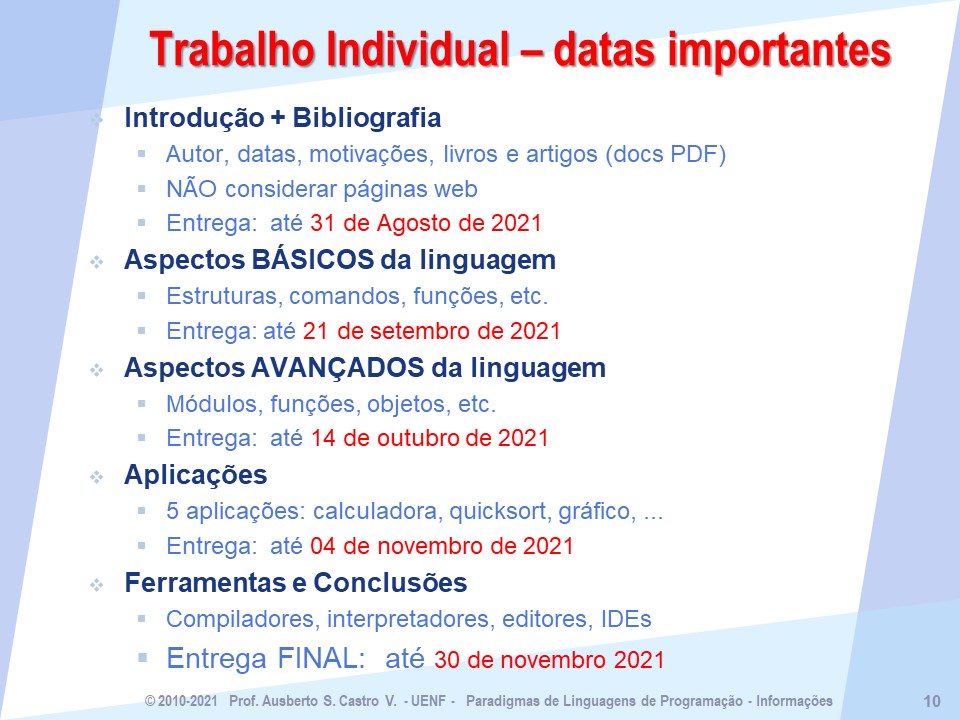 Trabalho Individual – datas importantes
Introdução + Bibliografia
Autor, datas, motivações, livros e artigos (docs PDF)
NÃO considerar páginas web
Entrega: até 31 de Agosto de 2021
Aspectos BÁSICOS da linguagem
Estruturas, comandos, funções, etc.
Entrega: até 21 de setembro de 2021
Aspectos AVANÇADOS da linguagem
Módulos, funções, objetos, etc.
Entrega: até 14 de outubro de 2021
Aplicações
5 aplicações: calculadora, quicksort, gráfico, ...
Entrega: até 04 de novembro de 2021
Ferramentas e Conclusões
Compiladores, interpretadores, editores, IDEs
Entrega FINAL: até 30 de novembro 2021
© 2010-2021 Prof. Ausberto S. Castro V. - UENF - Paradigmas de Linguagens de Programação - Informações 10